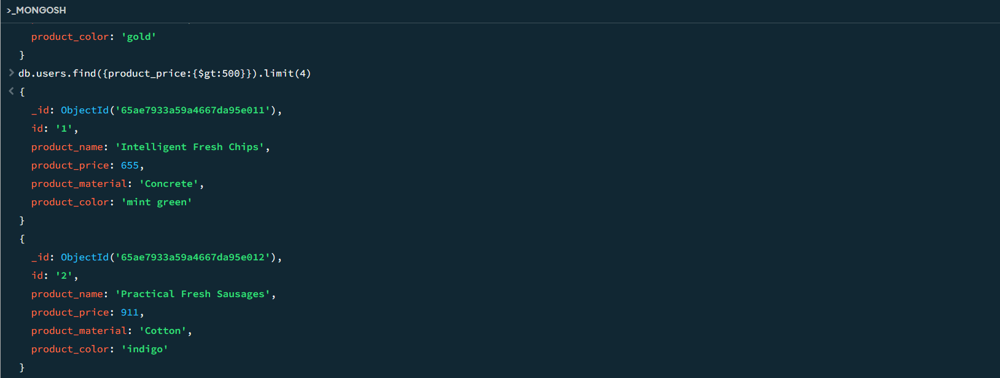 >_MONGOSH
product_color: 'gold'
}
> db.users.find({product_price:{$gt:500}}).limit(4)
< {
_id: ObjectId('65ae7933a59a4667da95e011'),
id: '1',
product_name: 'Intelligent Fresh Chips',
product_price: 655,
product_material: 'Concrete',
product_color: 'mint green'
}
{
_id: ObjectId('65ae7933a59a4667da95e012'),
id: '2',
product_name: 'Practical Fresh Sausages',
product_price: 911,
product_material: 'Cotton',
product_color: 'indigo'
}